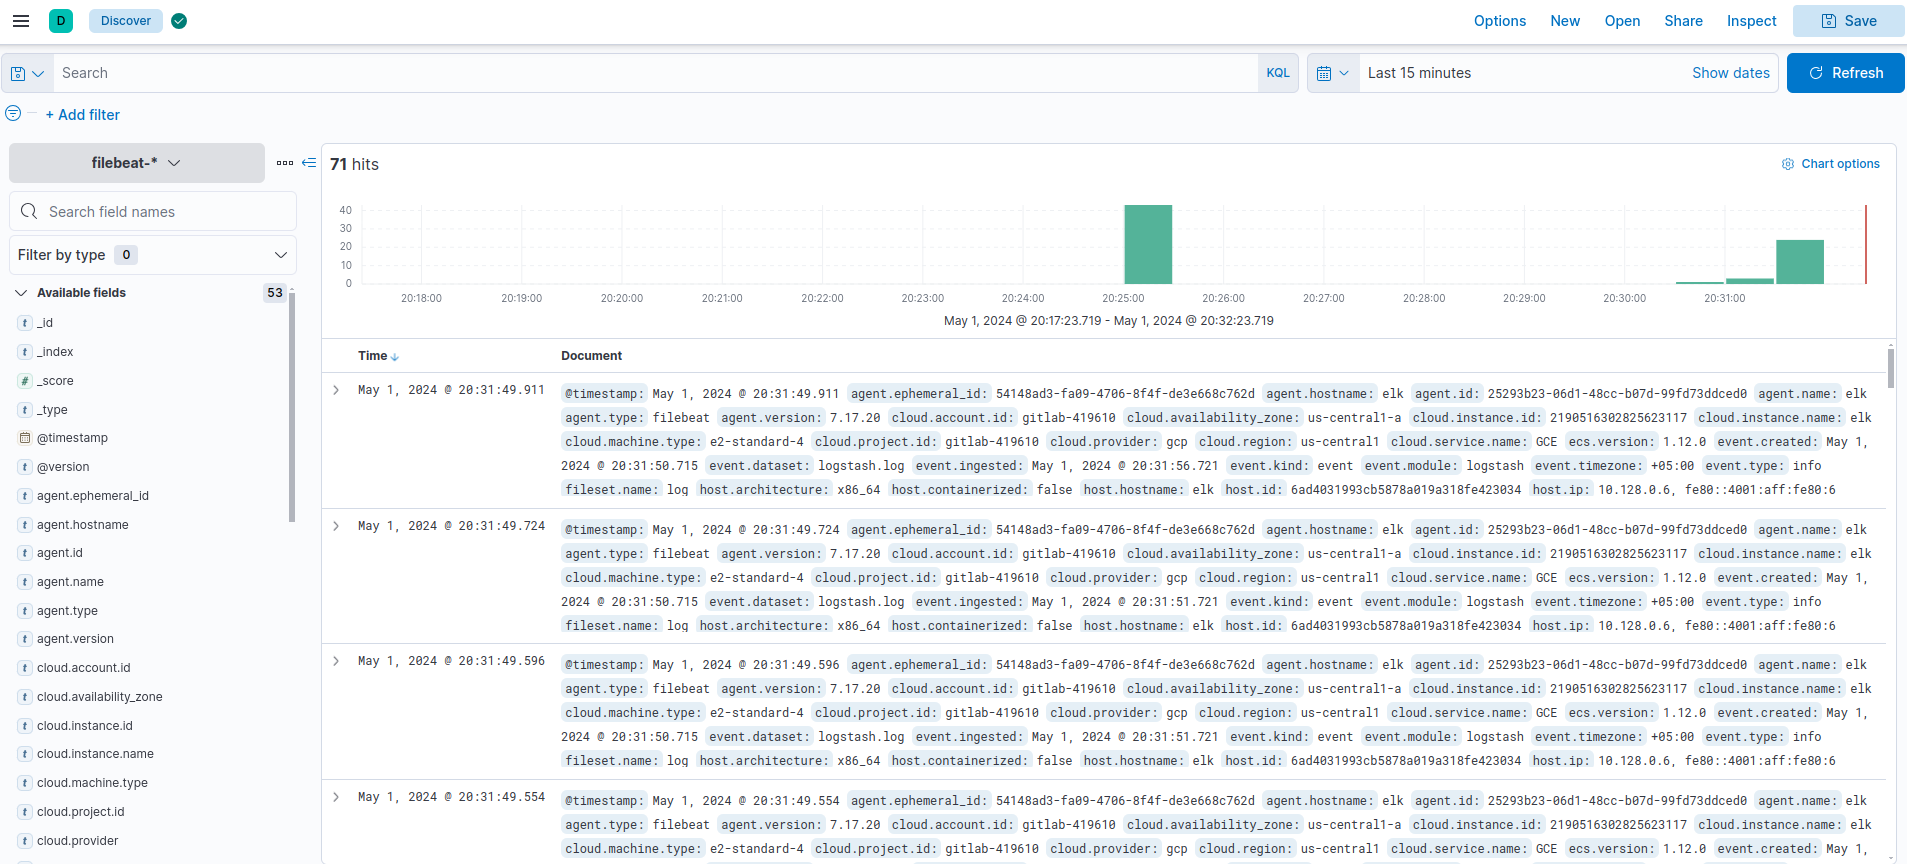 D Discover Options New Open Share Inspect Save
Search KQL Last 15 minutes Show dates Refresh
+ Add filter
filebeat-*
Search field names
Filter by type 0
Available fields 53
t _id
t _index
# _score
t _type
@timestamp
t @version
t agent.ephemeral_id
t agent.hostname
t agent.id
t agent.name
t agent.type
t agent.version
t cloud.account.id
t cloud.availability_zone
t cloud.instance.id
t cloud.instance.name
t cloud.machine.type
t cloud.project.id
t cloud.provider
71 hits Chart options
40
30
20
10
0
20:18:00 20:19:00 20:20:00 20:21:00 20:22:00 20:23:00 20:24:00 20:25:00 20:26:00 20:27:00 20:28:00 20:29:00 20:30:00 20:31:00
May 1, 2024 @ 20:17:23.719 - May 1, 2024 @ 20:32:23.719
Time Document
May 1, 2024 @ 20:31:49.911 @timestamp: May 1, 2024 @ 20:31:49.911 agent.ephemeral_id: 54148ad3-fa09-4706-8f4f-de3e668c762d agent.hostname: elk agent.id: 25293b23-06d1-48cc-b07d-99fd73ddced0 agent.name: elk
agent.type: filebeat agent.version: 7.17.20 cloud.account.id: gitlab-419610 cloud.availability_zone: us-central1-a cloud.instance.id: 2190516302825623117 cloud.instance.name: elk
cloud.machine.type: e2-standard-4 cloud.project.id: gitlab-419610 cloud.provider: gcp cloud.region: us-central1 cloud.service.name: GCE ecs.version: 1.12.0 event.created: May 1,
2024 @ 20:31:50.715 event.dataset: logstash.log event.ingested: May 1, 2024 @ 20:31:56.721 event.kind: event event.module: logstash event.timezone: +05:00 event.type: info
fileset.name: log host.architecture: x86_64 host.containerized: false host.hostname: elk host.id: 6ad4031993cb5878a019a318fe423034 host.ip: 10.128.0.6, fe80::4001:aff:fe80:6
May 1, 2024 @ 20:31:49.724 @timestamp: May 1, 2024 @ 20:31:49.724 agent.ephemeral_id: 54148ad3-fa09-4706-8f4f-de3e668c762d agent.hostname: elk agent.id: 25293b23-06d1-48cc-b07d-99fd73ddced0 agent.name: elk
agent.type: filebeat agent.version: 7.17.20 cloud.account.id: gitlab-419610 cloud.availability_zone: us-central1-a cloud.instance.id: 2190516302825623117 cloud.instance.name: elk
cloud.machine.type: e2-standard-4 cloud.project.id: gitlab-419610 cloud.provider: gcp cloud.region: us-central1 cloud.service.name: GCE ecs.version: 1.12.0 event.created: May 1,
2024 @ 20:31:50.715 event.dataset: logstash.log event.ingested: May 1, 2024 @ 20:31:51.721 event.kind: event event.module: logstash event.timezone: +05:00 event.type: info
fileset.name: log host.architecture: x86_64 host.containerized: false host.hostname: elk host.id: 6ad4031993cb5878a019a318fe423034 host.ip: 10.128.0.6, fe80::4001:aff:fe80:6
May 1, 2024 @ 20:31:49.596 @timestamp: May 1, 2024 @ 20:31:49.596 agent.ephemeral_id: 54148ad3-fa09-4706-8f4f-de3e668c762d agent.hostname: elk agent.id: 25293b23-06d1-48cc-b07d-99fd73ddced0 agent.name: elk
agent.type: filebeat agent.version: 7.17.20 cloud.account.id: gitlab-419610 cloud.availability_zone: us-central1-a cloud.instance.id: 2190516302825623117 cloud.instance.name: elk
cloud.machine.type: e2-standard-4 cloud.project.id: gitlab-419610 cloud.provider: gcp cloud.region: us-central1 cloud.service.name: GCE ecs.version: 1.12.0 event.created: May 1,
2024 @ 20:31:50.715 event.dataset: logstash.log event.ingested: May 1, 2024 @ 20:31:51.721 event.kind: event event.module: logstash event.timezone: +05:00 event.type: info
fileset.name: log host.architecture: x86_64 host.containerized: false host.hostname: elk host.id: 6ad4031993cb5878a019a318fe423034 host.ip: 10.128.0.6, fe80::4001:aff:fe80:6
May 1, 2024 @ 20:31:49.554 @timestamp: May 1, 2024 @ 20:31:49.554 agent.ephemeral_id: 54148ad3-fa09-4706-8f4f-de3e668c762d agent.hostname: elk agent.id: 25293b23-06d1-48cc-b07d-99fd73ddced0 agent.name: elk
agent.type: filebeat agent.version: 7.17.20 cloud.account.id: gitlab-419610 cloud.availability_zone: us-central1-a cloud.instance.id: 2190516302825623117 cloud.instance.name: elk
cloud.machine.type: e2-standard-4 cloud.project.id: gitlab-419610 cloud.provider: gcp cloud.region: us-central1 cloud.service.name: GCE ecs.version: 1.12.0 event.created: May 1,